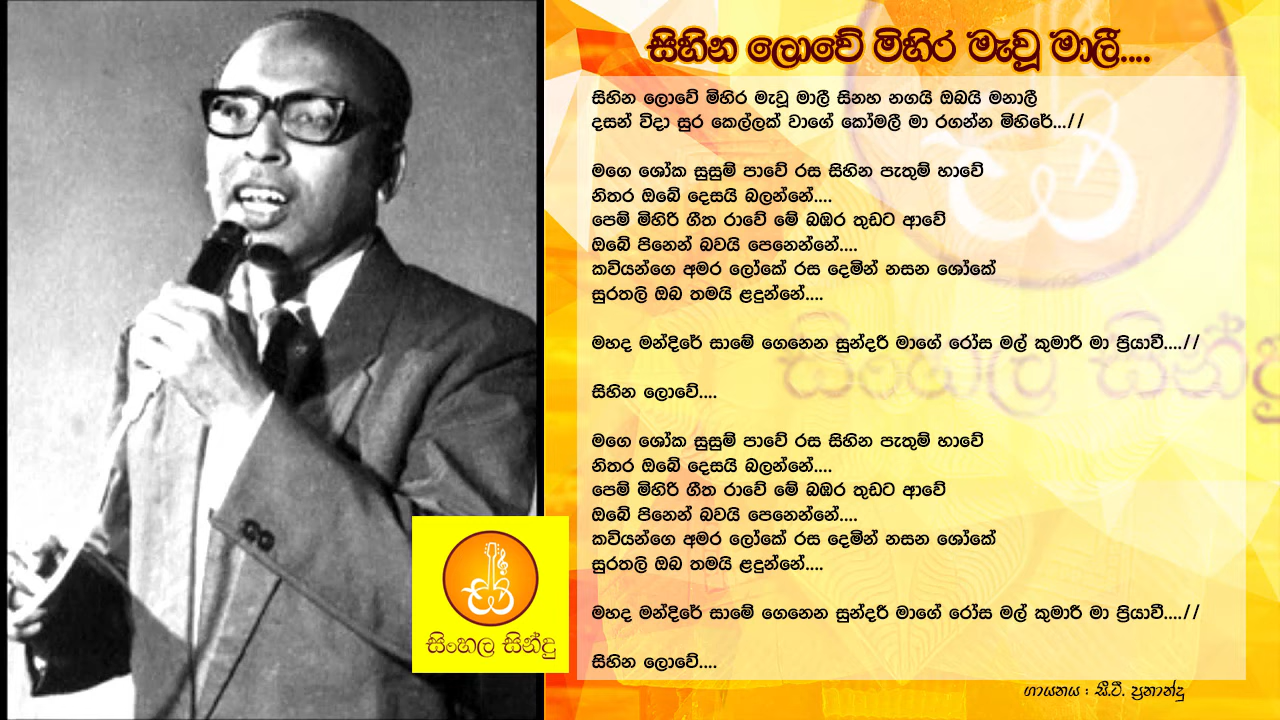 සිහින ලොවේ මිහිර මැවූ මාලී....
සිහින ලොවේ මිහිර මැවූ මාලී සිනහ නගයි ඔබයි මනාලී
දසන් විදා සුර කෙල්ලක් වාගේ කෝමලී මා රගන්න මිහිරේ...//
මගෙ ශෝක සුසුම් පාවේ රස සිහින පැතුම් හාවේ
නිතර ඔබේ දෙසයි බලන්නේ....
පෙම් මිහිරි ගීත රාවේ මේ බඹර තුඩට ආවේ
ඔබේ පිනෙන් බවයි පෙනෙන්නේ....
කවියන්ගෙ අමර ලෝකේ රස දෙමින් නසන ශෝකේ
සුරතලි ඔබ තමයි ළදුන්නේ....
මහද මන්දිරේ සාමේ ගෙනෙන සුන්දරී මාගේ රෝස මල් කුමාරී මා ප්‍රියාවී....//
සිහින ලොවේ....
මගෙ ශෝක සුසුම් පාවේ රස සිහින පැතුම් හාවේ
නිතර ඔබේ දෙසයි බලන්නේ....
පෙම් මිහිරි ගීත රාවේ මේ බඹර තුඩට ආවේ
ඔබේ පිනෙන් බවයි පෙනෙන්නේ....
කවියන්ගෙ අමර ලෝකේ රස දෙමින් නසන ශෝකේ
සුරතලි ඔබ තමයි ළදුන්නේ....
මහද මන්දිරේ සාමේ ගෙනෙන සුන්දරී මාගේ රෝස මල් කුමාරී මා ප්‍රියාවී....//
සිහින ලොවේ....
ගායනය : සී.ටී. ප්‍රනාන්දු
සිංහල සින්දු
සිංහල සින්දු